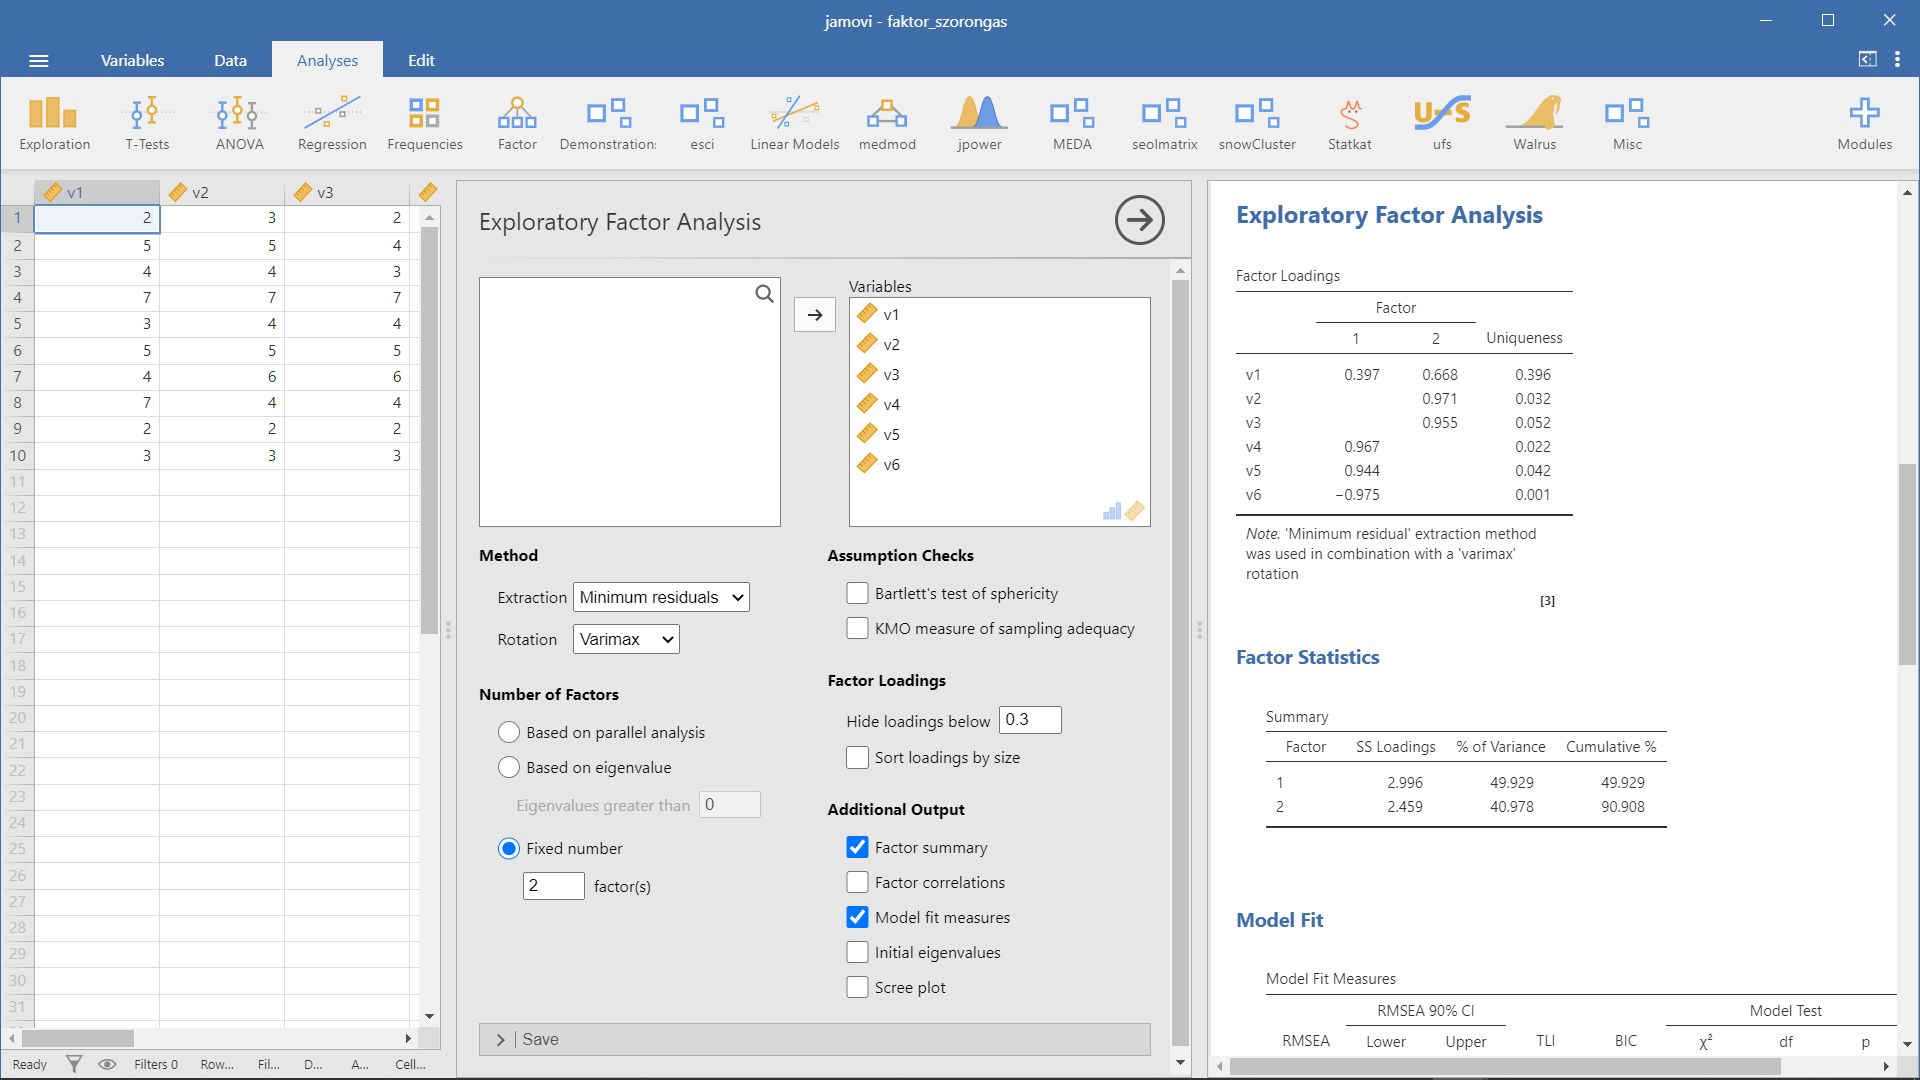 jamovi - faktor_szorongas
Variables Data Analyses Edit
Exploration T-Tests ANOVA Regression Frequencies Factor Demonstrations esci Linear Models medmod jpower MEDA seolmatrix snowCluster Statkat ufs Walrus Misc Modules
v1 v2 v3
1 2 3 2
2 5 5 4
3 4 4 3
4 7 7 7
5 3 4 4
6 5 5 5
7 4 6 6
8 7 4 4
9 2 2 2
10 3 3 3
11
12
13
14
15
16
17
18
19
20
21
22
23
24
25
26
27
28
29
30
31
Ready Filters 0 Row... Fil... D... A... Cell...
Exploratory Factor Analysis
Variables
v1
v2
v3
v4
v5
v6
Method
Extraction Minimum residuals
Rotation Varimax
Number of Factors
Based on parallel analysis
Based on eigenvalue
Eigenvalues greater than 0
Fixed number
2 factor(s)
Assumption Checks
Bartlett's test of sphericity
KMO measure of sampling adequacy
Factor Loadings
Hide loadings below 0.3
Sort loadings by size
Additional Output
Factor summary
Factor correlations
Model fit measures
Initial eigenvalues
Scree plot
Save
Exploratory Factor Analysis
Factor Loadings
Factor
1 2 Uniqueness
v1 0.397 0.668 0.396
v2 0.971 0.032
v3 0.955 0.052
v4 0.967 0.022
v5 0.944 0.042
v6 −0.975 0.001
Note. 'Minimum residual' extraction method
was used in combination with a 'varimax'
rotation
[3]
Factor Statistics
Summary
Factor SS Loadings % of Variance Cumulative %
1 2.996 49.929 49.929
2 2.459 40.978 90.908
Model Fit
Model Fit Measures
RMSEA 90% CI Model Test
RMSEA Lower Upper TLI BIC χ² df p